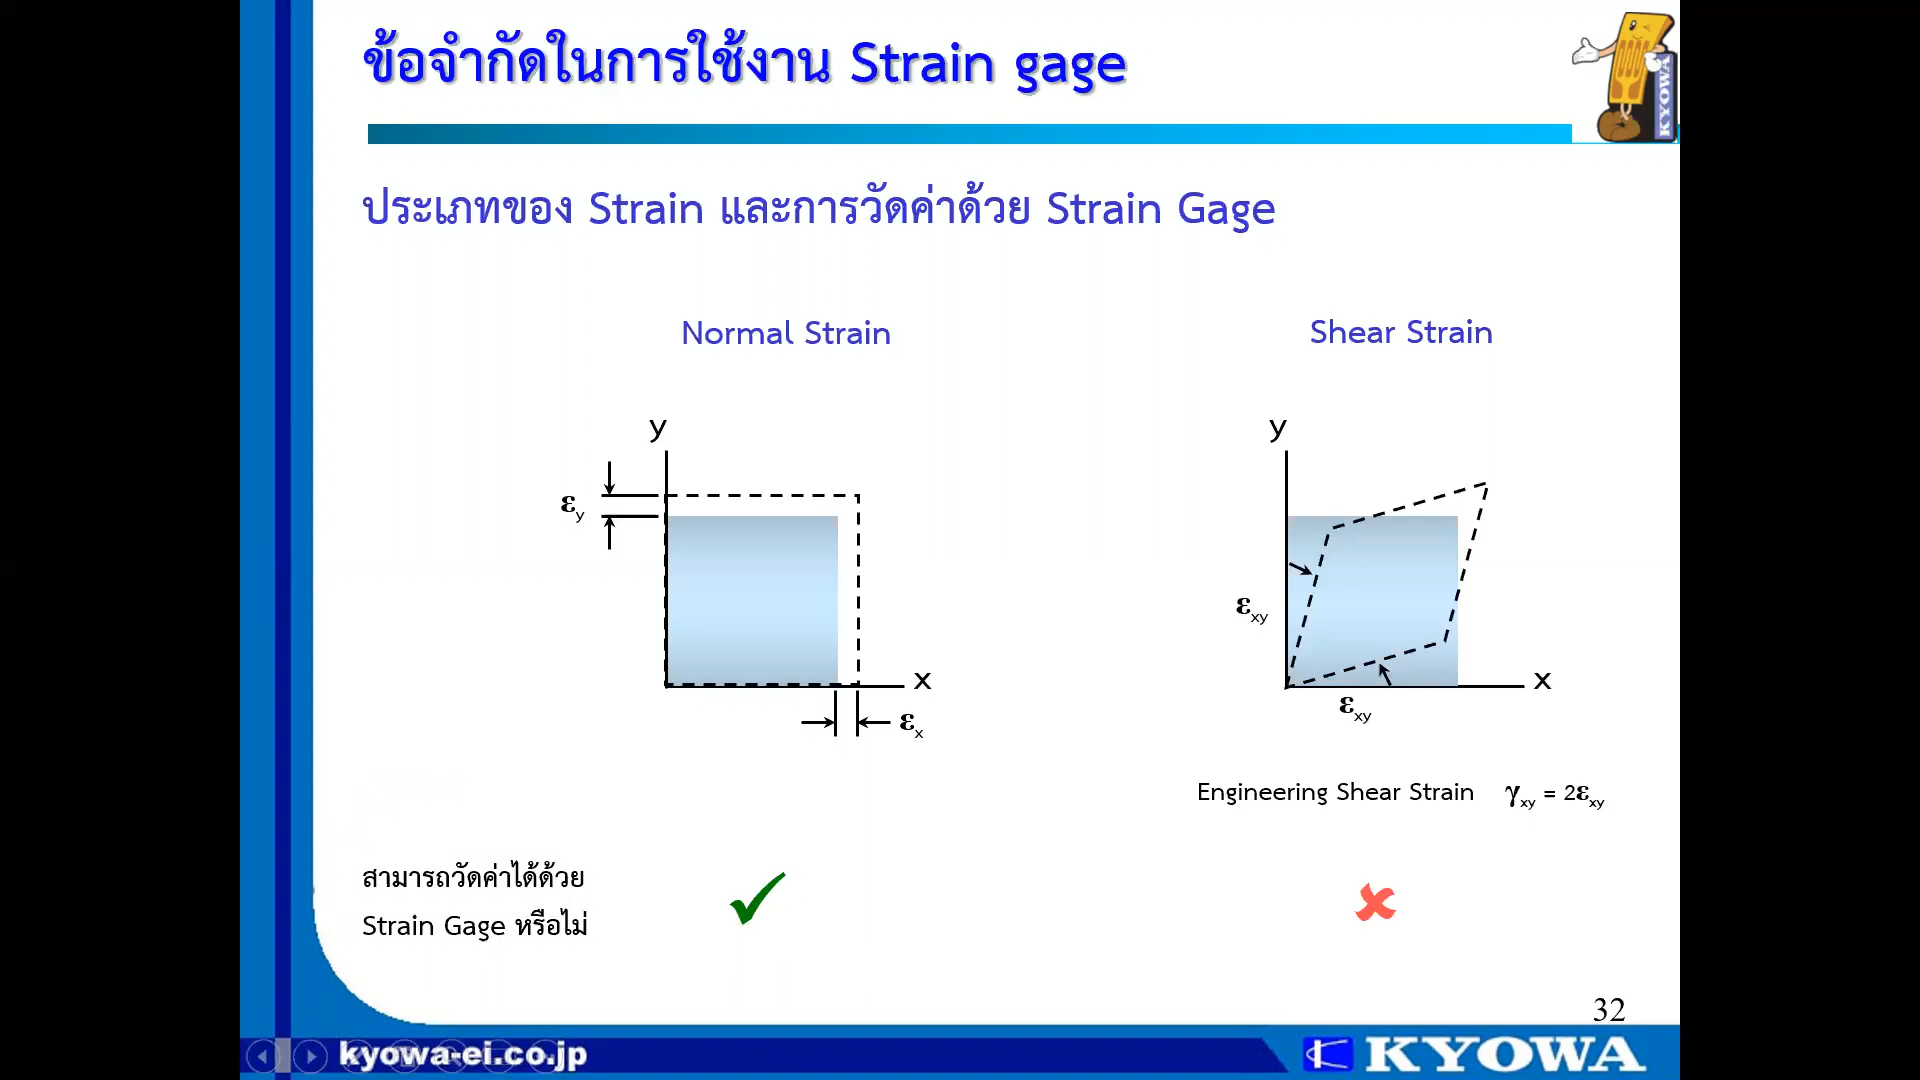 ข้อจำกัดในการใช้งาน Strain gage
KYOWA
ประเภทของ Strain และการวัดค่าด้วย Strain Gage
Normal Strain
Shear Strain
y
y
εy
εxy
x
x
εx
εxy
Engineering Shear Strain γxy = 2εxy
สามารถวัดค่าได้ด้วย
Strain Gage หรือไม่
32
kyowa-ei.co.jp
KYOWA